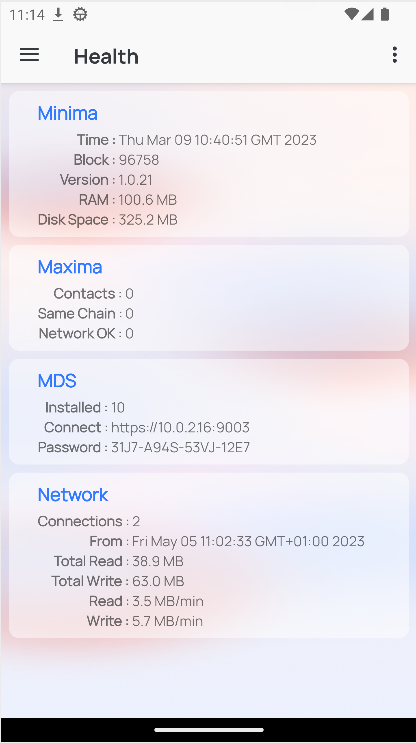 11:14
Health
Minima
Time : Thu Mar 09 10:40:51 GMT 2023
Block : 96758
Version : 1.0.21
RAM : 100.6 MB
Disk Space : 325.2 MB
Maxima
Contacts : 0
Same Chain : 0
Network OK : 0
MDS
Installed : 10
Connect : https://10.0.2.16:9003
Password : 31J7-A94S-53VJ-12E7
Network
Connections : 2
From : Fri May 05 11:02:33 GMT+01:00 2023
Total Read : 38.9 MB
Total Write : 63.0 MB
Read : 3.5 MB/min
Write : 5.7 MB/min